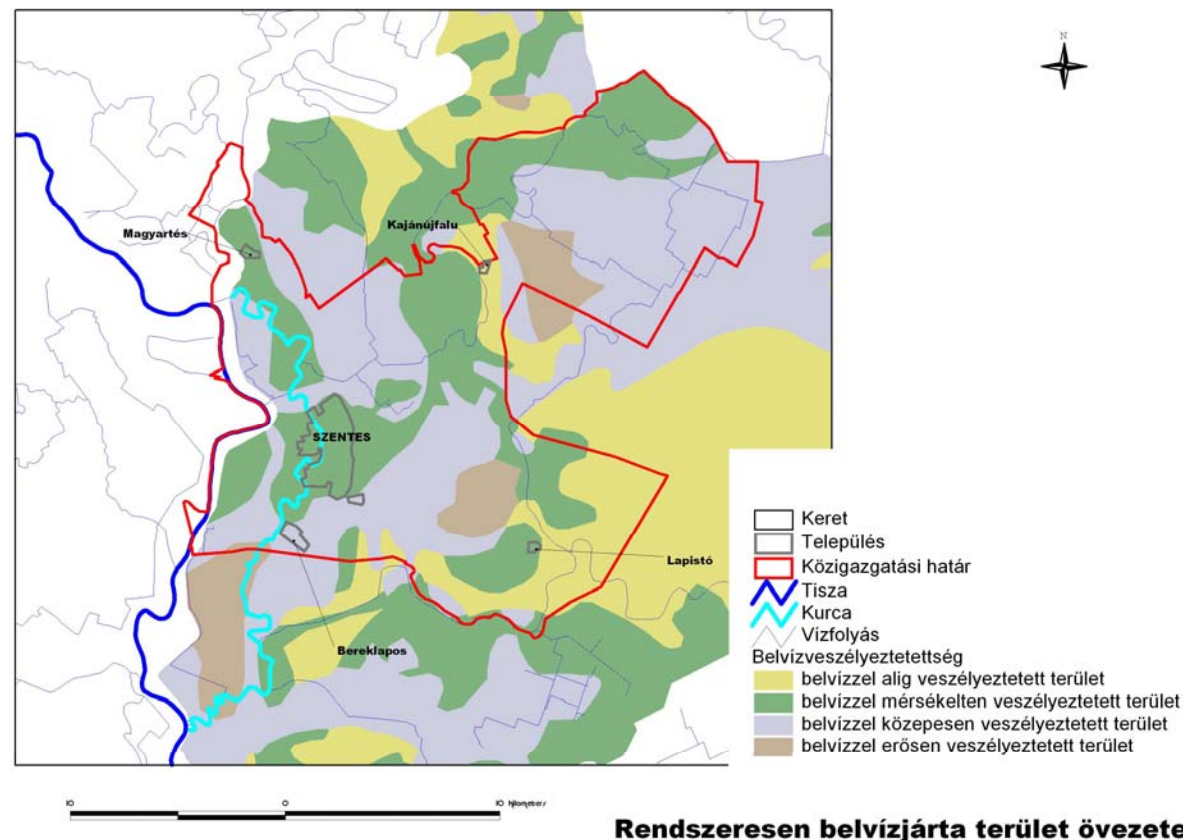 N
Kajánújfalu
Magyartés
SZENTES
Lapistó
Bereklapos
Keret
Település
Közigazgatási határ
Tisza
Kurca
Vízfolyás
Belvízveszélyeztetettség
belvízzel alig veszélyeztetett terület
belvízzel mérsékelten veszélyeztetett terület
belvízzel közepesen veszélyeztetett terület
belvízzel erősen veszélyeztetett terület
10 0 10 kilometers
Rendszeresen belvízjárta terület övezete